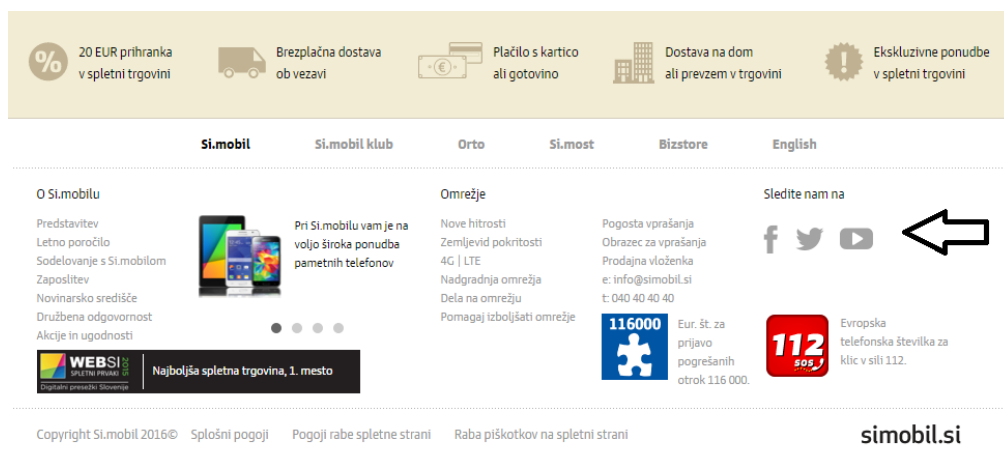 %
20 EUR prihranka
v spletni trgovini
Brezplačna dostava
ob vezavi
€
Plačilo s kartico
ali gotovino
Dostava na dom
ali prevzem v trgovini
Ekskluzivne ponudbe
v spletni trgovini
Si.mobil
Si.mobil klub
Orto
Si.most
Bizstore
English
O Si.mobilu
Predstavitev
Letno poročilo
Sodelovanje s Si.mobilom
Zaposlitev
Novinarsko središče
Družbena odgovornost
Akcije in ugodnosti
Pri Si.mobilu vam je na
voljo široka ponudba
pametnih telefonov
Omrežje
Nove hitrosti
Zemljevid pokritosti
4G | LTE
Nadgradnja omrežja
Dela na omrežju
Pomagaj izboljšati omrežje
Pogosta vprašanja
Obrazec za vprašanja
Prodajna vloženka
e: info@simobil.si
t: 040 40 40 40
Sledite nam na
116000
Eur. št. za
prijavo
pogrešanih
otrok 116 000.
112
SOS
Evropska
telefonska številka za
klic v sili 112.
WEBSI 2015
SPLETNI PRVAKI
Digitalni presežki Slovenije
Najboljša spletna trgovina, 1. mesto
Copyright Si.mobil 2016©
Splošni pogoji
Pogoji rabe spletne strani
Raba piškotkov na spletni strani
simobil.si